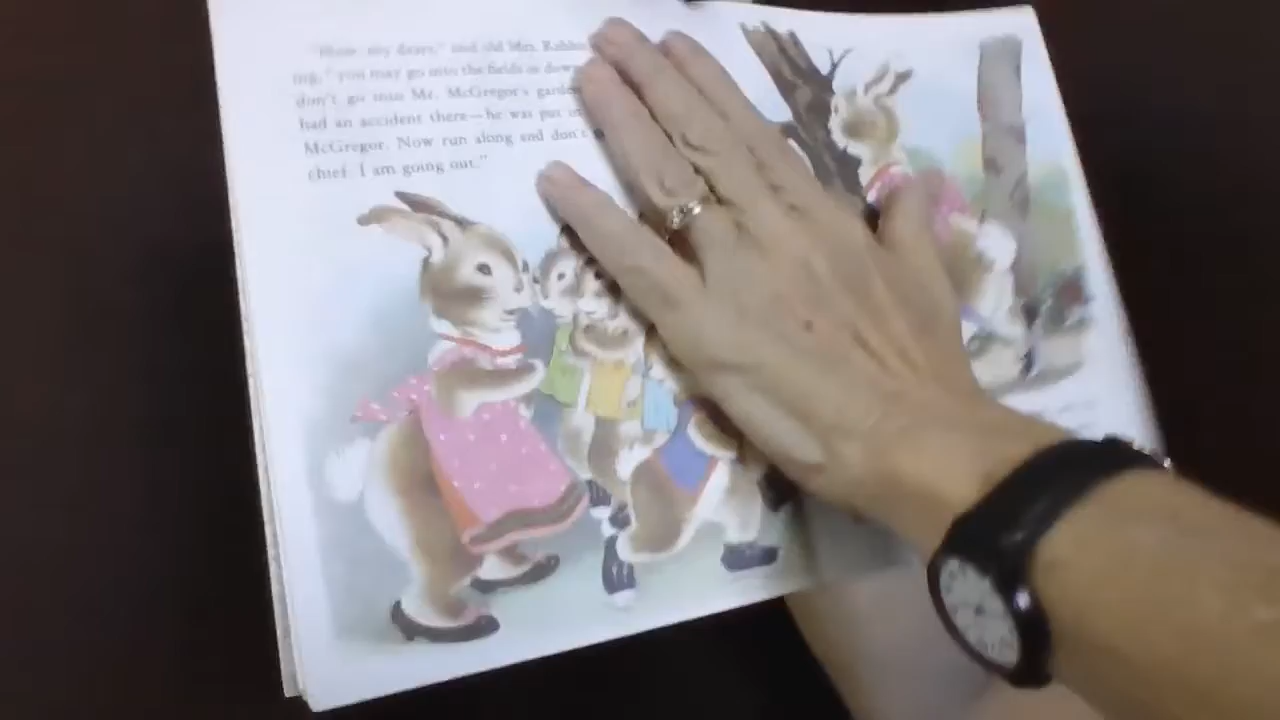 "Now my dears," said old Mrs. Rabbi
ing, "you may go into the fields or down
don't go into Mr. McGregor's garden
had an accident there—he was put in
McGregor. Now run along and don't
chief. I am going out."